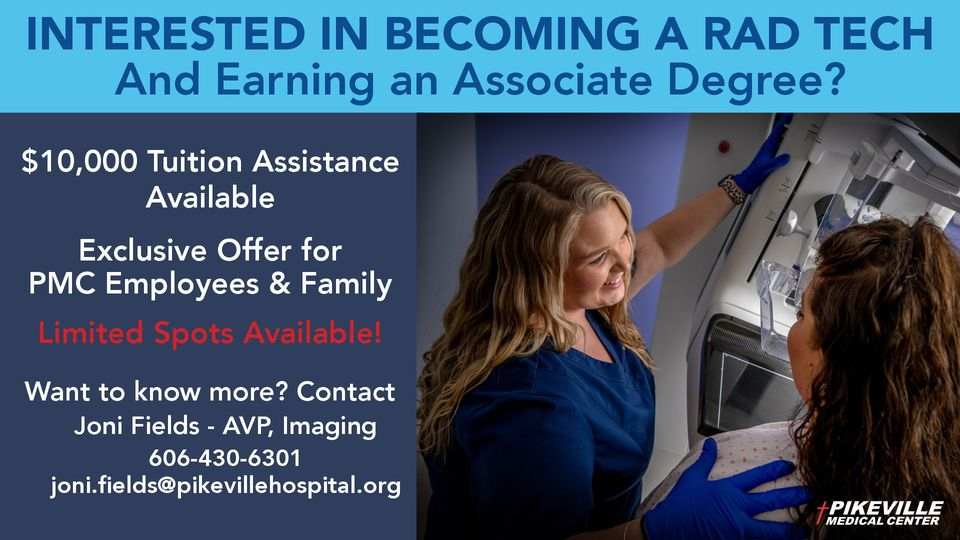 INTERESTED IN BECOMING A RAD TECH
And Earning an Associate Degree?
$10,000 Tuition Assistance
Available
Exclusive Offer for
PMC Employees & Family
Limited Spots Available!
Want to know more? Contact
Joni Fields - AVP, Imaging
606-430-6301
joni.fields@pikevillehospital.org
PIKEVILLE
MEDICAL CENTER